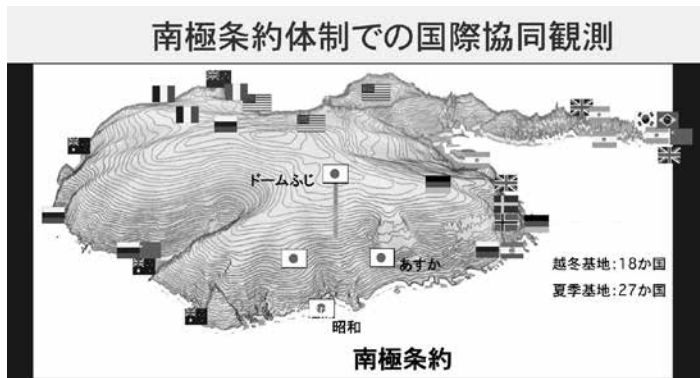 南極条約体制での国際協同観測
ドームふじ
あすか
越冬基地:18か国
夏季基地:27か国
昭和
南極条約